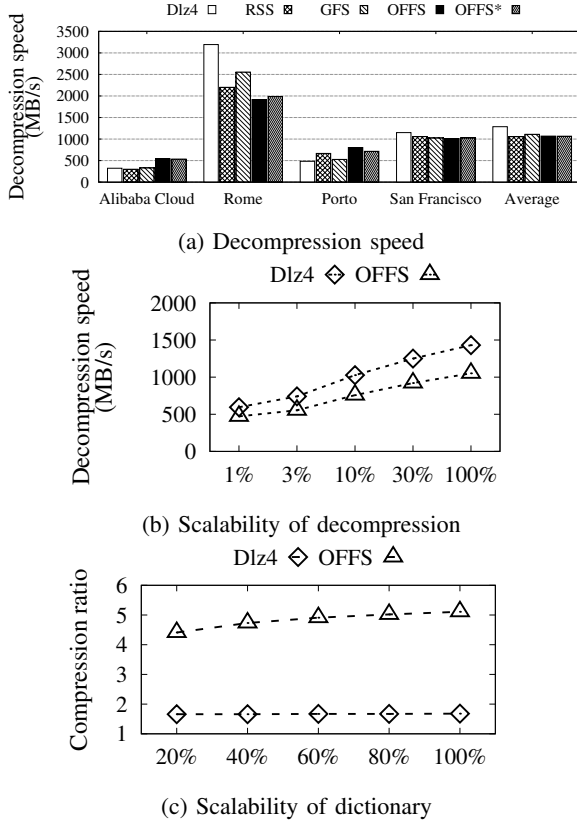 Dlz4 RSS GFS OFFS OFFS*
Decompression speed
(MB/s)
3500
3000
2500
2000
1500
1000
500
0
Alibaba Cloud Rome Porto San Francisco Average
(a) Decompression speed
Dlz4 OFFS
Decompression speed
(MB/s)
2000
1500
1000
500
0
1% 3% 10% 30% 100%
(b) Scalability of decompression
Dlz4 OFFS
Compression ratio
6
5
4
3
2
1
20% 40% 60% 80% 100%
(c) Scalability of dictionary